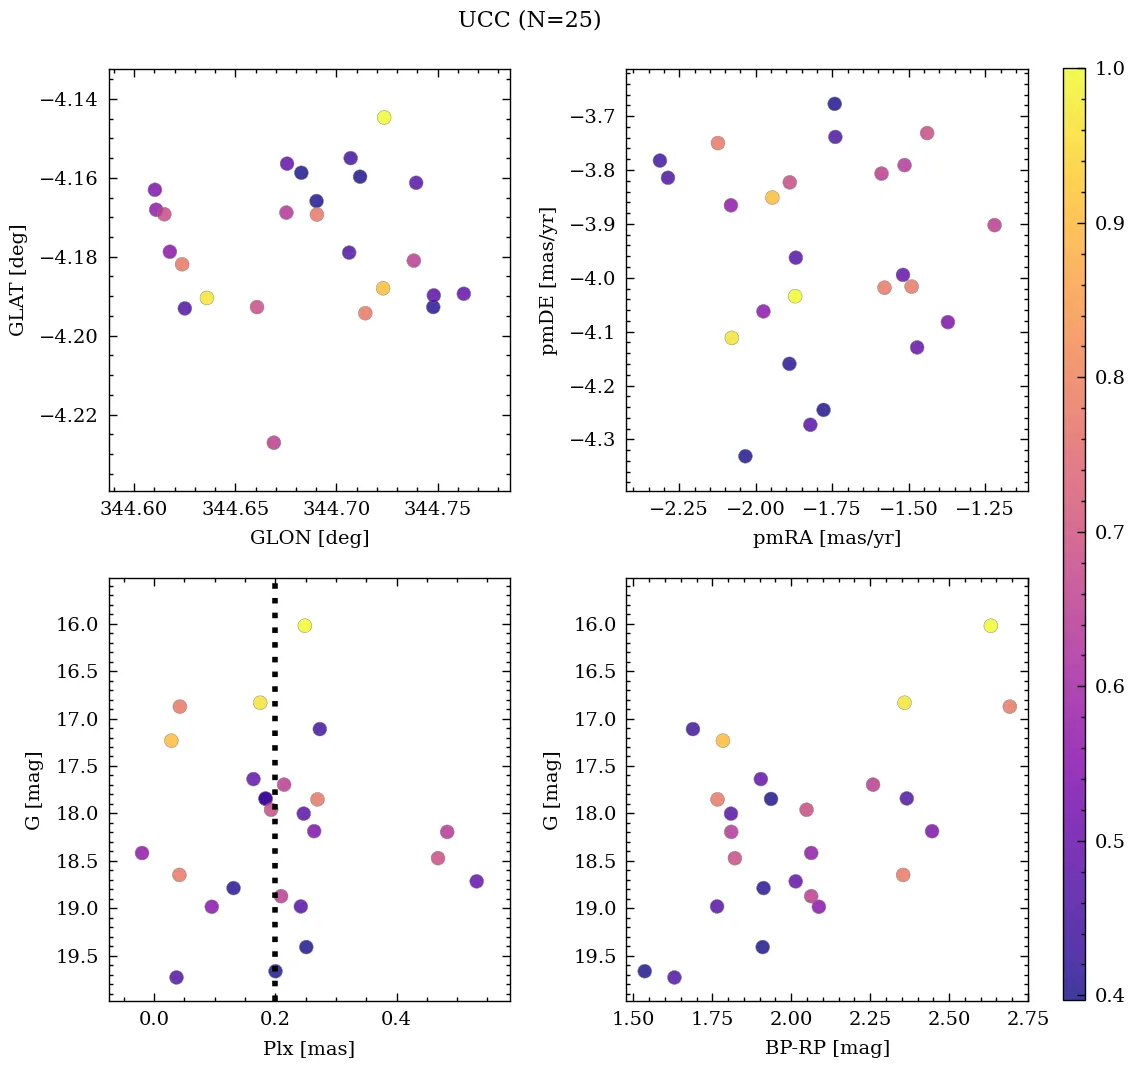 UCC (N=25)
−4.14
−4.16
−4.18
−4.20
−4.22
GLAT [deg]
344.60 344.65 344.70 344.75
GLON [deg]
−3.7
−3.8
−3.9
−4.0
−4.1
−4.2
−4.3
pmDE [mas/yr]
−2.25 −2.00 −1.75 −1.50 −1.25
pmRA [mas/yr]
16.0
16.5
17.0
17.5
18.0
18.5
19.0
19.5
G [mag]
0.0 0.2 0.4
Plx [mas]
16.0
16.5
17.0
17.5
18.0
18.5
19.0
19.5
G [mag]
1.50 1.75 2.00 2.25 2.50 2.75
BP-RP [mag]
1.0
0.9
0.8
0.7
0.6
0.5
0.4